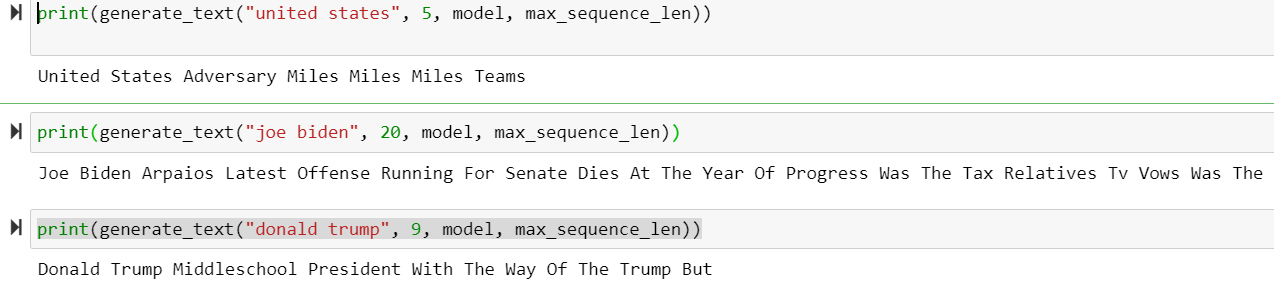 print(generate_text("united states", 5, model, max_sequence_len))
United States Adversary Miles Miles Miles Teams
print(generate_text("joe biden", 20, model, max_sequence_len))
Joe Biden Arpaios Latest Offense Running For Senate Dies At The Year Of Progress Was The Tax Relatives Tv Vows Was The
print(generate_text("donald trump", 9, model, max_sequence_len))
Donald Trump Middleschool President With The Way Of The Trump But